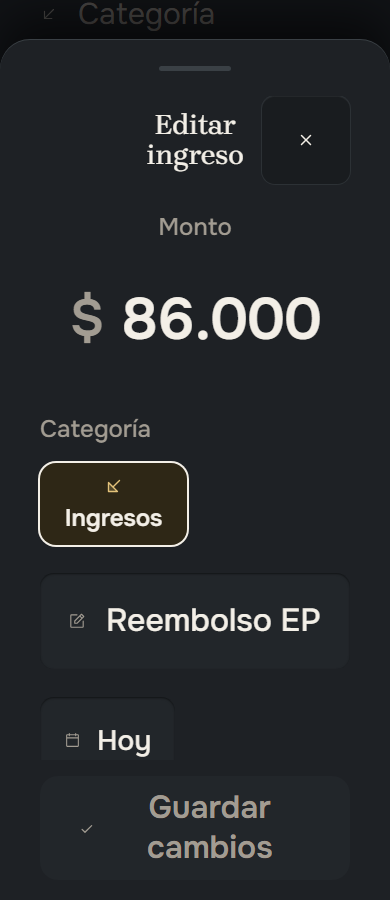 Categoría
Editar
ingreso
Monto
$ 86.000
Categoría
Ingresos
Reembolso EP
Hoy
Guardar
cambios